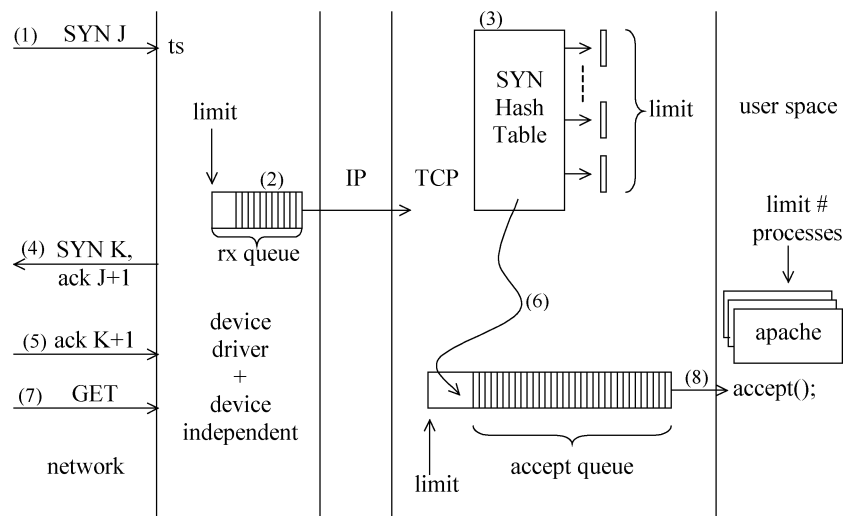 (1) SYN J
ts
(3)
SYN
Hash
Table
limit
user space
limit
(2)
IP
TCP
rx queue
limit #
processes
(4) SYN K,
ack J+1
(6)
apache
device
driver
+
device
independent
(5) ack K+1
(7) GET
(8)
accept();
accept queue
limit
network